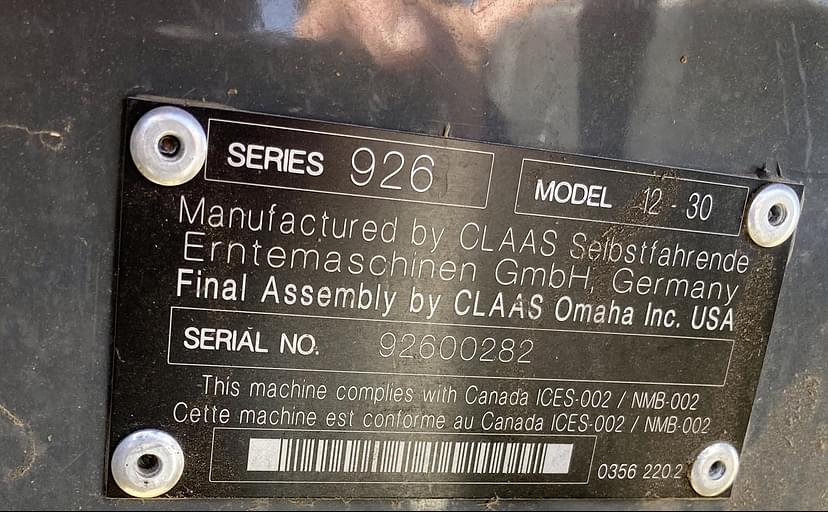 SERIES 926 MODEL 12 - 30
Manufactured by CLAAS Selbstfahrende
Erntemaschinen GmbH, Germany
Final Assembly by CLAAS Omaha Inc. USA
SERIAL NO. 92600282
This machine complies with Canada ICES-002 / NMB-002
Cette machine est conforme au Canada ICES-002 / NMB-002
0356 220.2